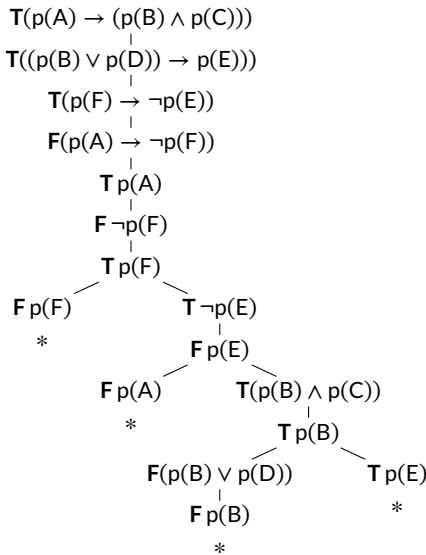 T(p(A) → (p(B) ∧ p(C)))
T((p(B) ∨ p(D)) → p(E)))
T(p(F) → ¬p(E))
F(p(A) → ¬p(F))
T p(A)
F ¬p(F)
T p(F)
F p(F) T ¬p(E)
*
F p(E)
F p(A) T(p(B) ∧ p(C))
*
T p(B)
F(p(B) ∨ p(D)) T p(E)
F p(B) *
*